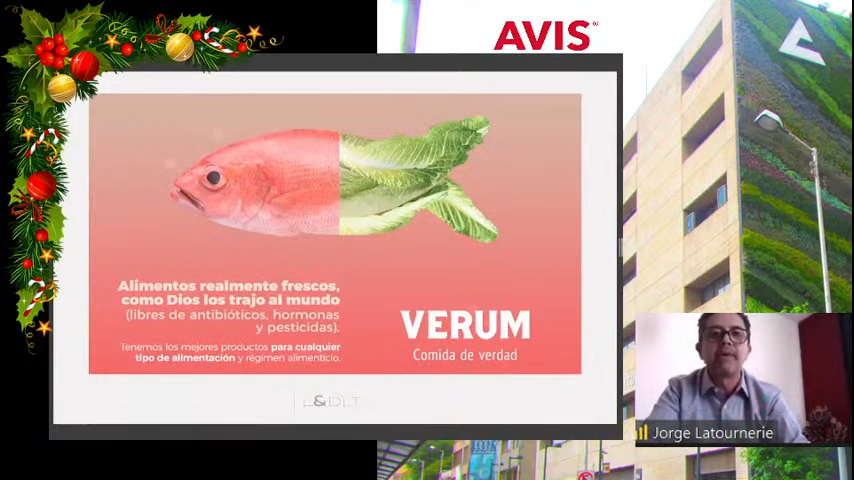 AVIS
Alimentos realmente frescos,
como Dios los trajo al mundo
(libres de antibióticos, hormonas
y pesticidas).
Tenemos los mejores productos para cualquier
tipo de alimentación y régimen alimenticio.
VERUM
Comida de verdad
L&DLT
Jorge Latournerie